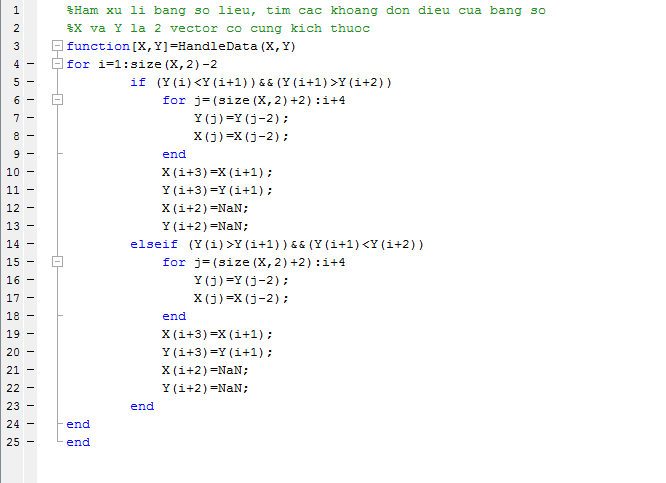 1 %Ham xu li bang so lieu, tim cac khoang don dieu cua bang so
2 %X va Y la 2 vector co cung kich thuoc
3 function[X,Y]=HandleData(X,Y)
4 for i=1:size(X,2)-2
5 if (Y(i)<Y(i+1))&&(Y(i+1)>Y(i+2))
6 for j=(size(X,2)+2):i+4
7 Y(j)=Y(j-2);
8 X(j)=X(j-2);
9 end
10 X(i+3)=X(i+1);
11 Y(i+3)=Y(i+1);
12 X(i+2)=NaN;
13 Y(i+2)=NaN;
14 elseif (Y(i)>Y(i+1))&&(Y(i+1)<Y(i+2))
15 for j=(size(X,2)+2):i+4
16 Y(j)=Y(j-2);
17 X(j)=X(j-2);
18 end
19 X(i+3)=X(i+1);
20 Y(i+3)=Y(i+1);
21 X(i+2)=NaN;
22 Y(i+2)=NaN;
23 end
24 end
25 end